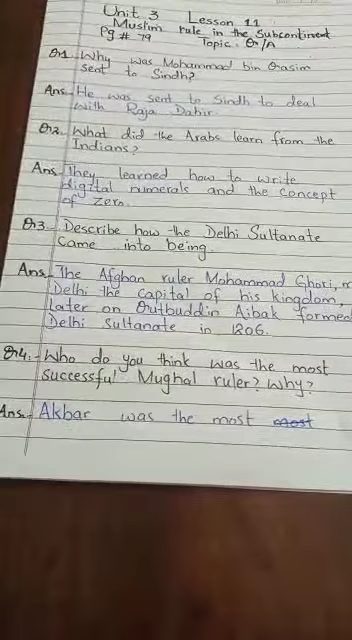 Unit 3 Lesson 11
Muslim rule in the Subcontinent
Pg # 79 Topic: Q/A
Q1. Why was Mohammad bin Qasim
sent to Sindh?
Ans. He was sent to Sindh to deal
with Raja Dahir.
Q2. What did the Arabs learn from the
Indians?
Ans. They learned how to write
digital numerals and the concept
of zero.
Q3. Describe how the Delhi Sultanate
came into being.
Ans. The Afghan ruler Mohammad Ghori,
Delhi the capital of his kingdom,
Later on Qutbuddin Aibak formed
Delhi Sultanate in 1206.
Q4. Who do you think was the most
successful Mughal ruler? Why?
Ans. Akbar was the most most